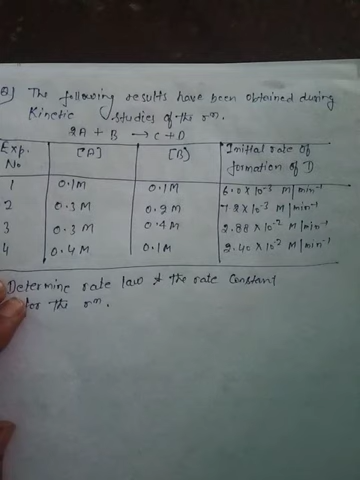 Q) The following results have been obtained during
Kinetic studies of the rxn.
2A + B → C + D
Exp. No [A] [B] Initial rate of formation of D
1 0.1M 0.1M 6.0 × 10⁻³ M/min⁻¹
2 0.3M 0.2M 7.2 × 10⁻² M/min⁻¹
3 0.3M 0.4M 2.88 × 10⁻² M/min⁻¹
4 0.4M 0.1M 2.40 × 10⁻² M/min⁻¹
Determine rate law & the rate constant
for the rxn.